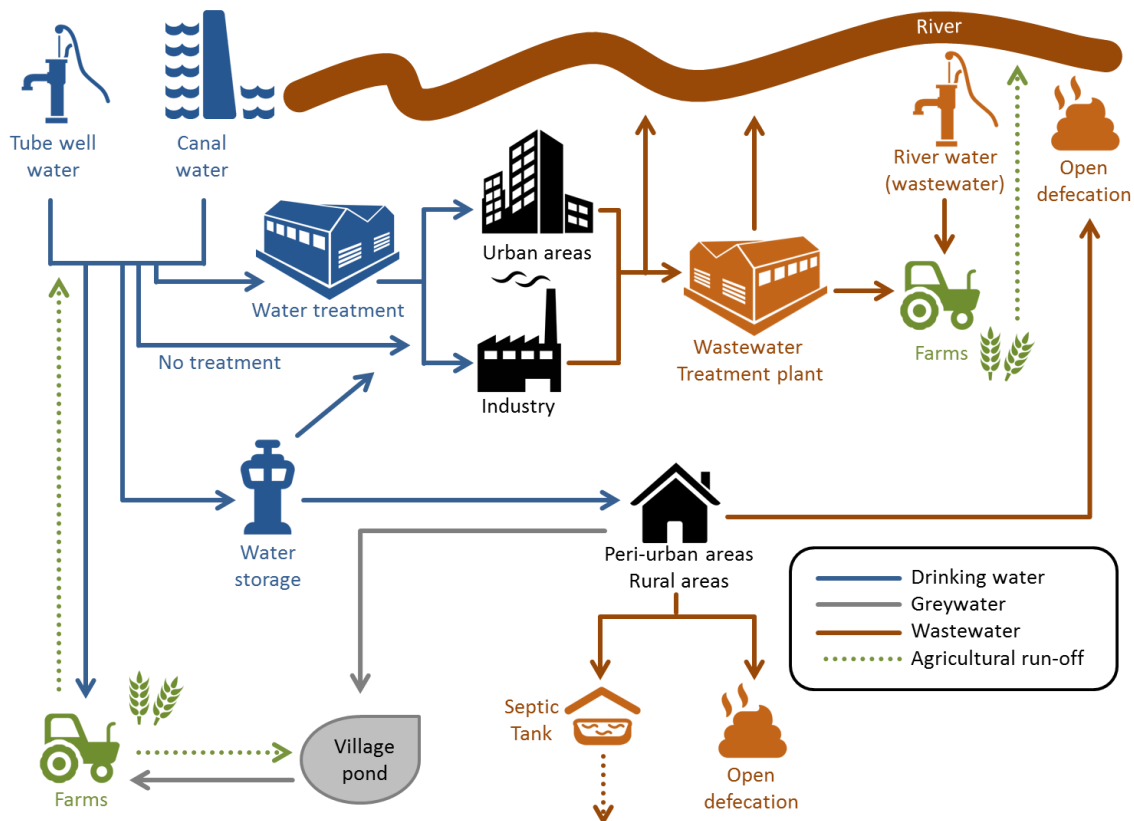 River
Tube well
water
Canal
water
River water
(wastewater)
Open
defecation
Urban areas
Water treatment
No treatment
Wastewater
Treatment plant
Farms
Industry
Water
storage
Peri-urban areas
Rural areas
Drinking water
Greywater
Wastewater
Agricultural run-off
Septic
Tank
Village
pond
Open
defecation
Farms